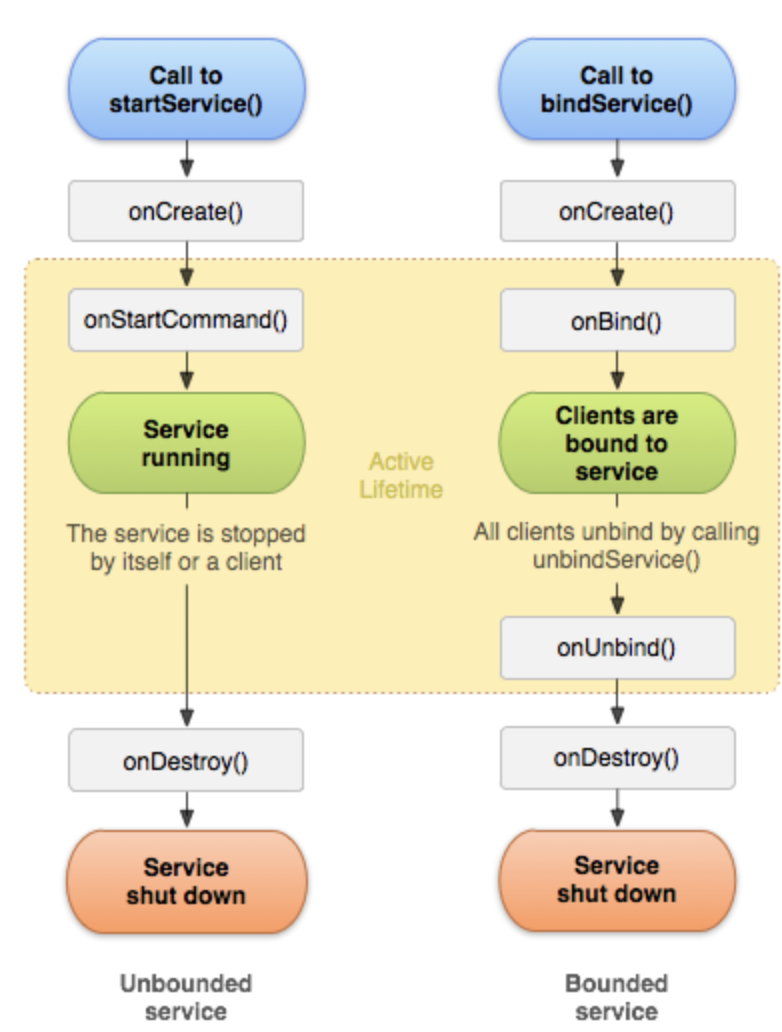 Call to
startService()
onCreate()
onStartCommand()
Service
running
The service is stopped
by itself or a client
onDestroy()
Service
shut down
Unbounded
service
Active
Lifetime
Call to
bindService()
onCreate()
onBind()
Clients are
bound to
service
All clients unbind by calling
unbindService()
onUnbind()
onDestroy()
Service
shut down
Bounded
service